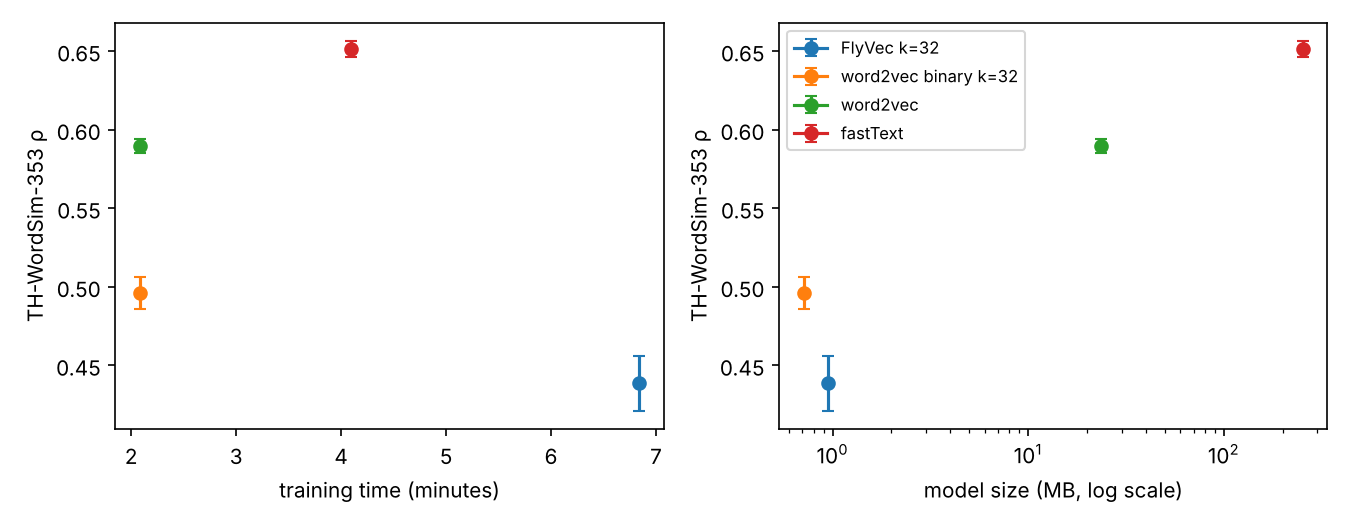 TH-WordSim-353 ρ
0.65
0.60
0.55
0.50
0.45
2 3 4 5 6 7
training time (minutes)
TH-WordSim-353 ρ
0.65
0.60
0.55
0.50
0.45
FlyVec k=32
word2vec binary k=32
word2vec
fastText
10⁰ 10¹ 10²
model size (MB, log scale)